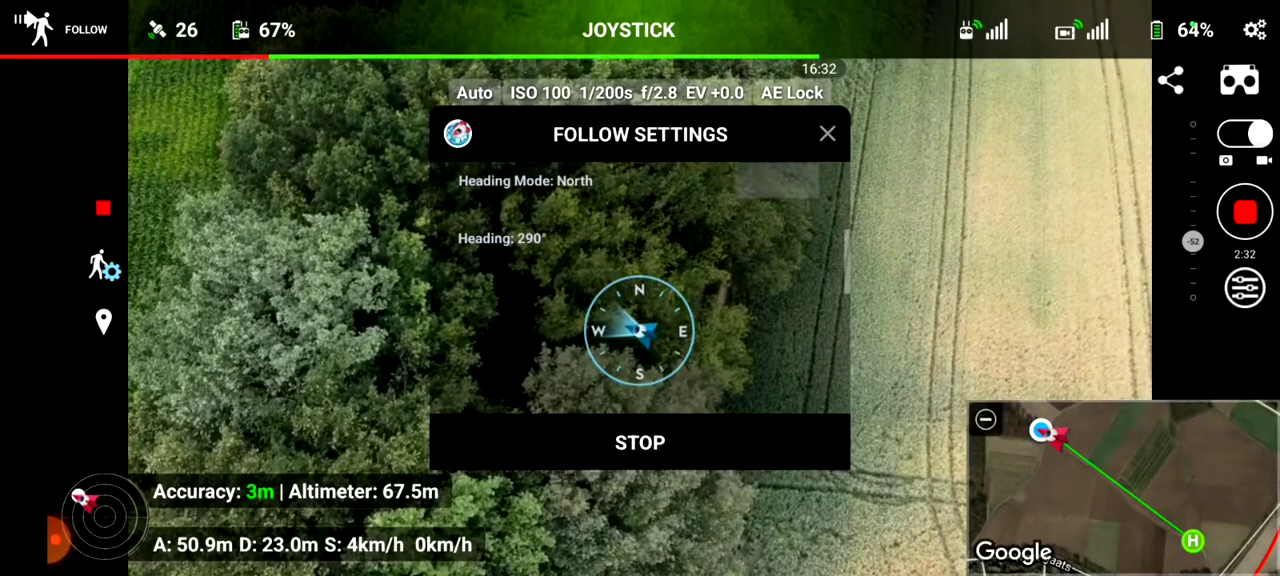 FOLLOW
26
67%
JOYSTICK
64%
16:32
Auto ISO 100 1/200s f/2.8 EV +0.0 AE Lock
FOLLOW SETTINGS
Heading Mode: North
Heading: 290°
N
W E
S
STOP
-52
2:32
Accuracy: 3m | Altimeter: 67.5m
A: 50.9m D: 23.0m S: 4km/h 0km/h
H
Google